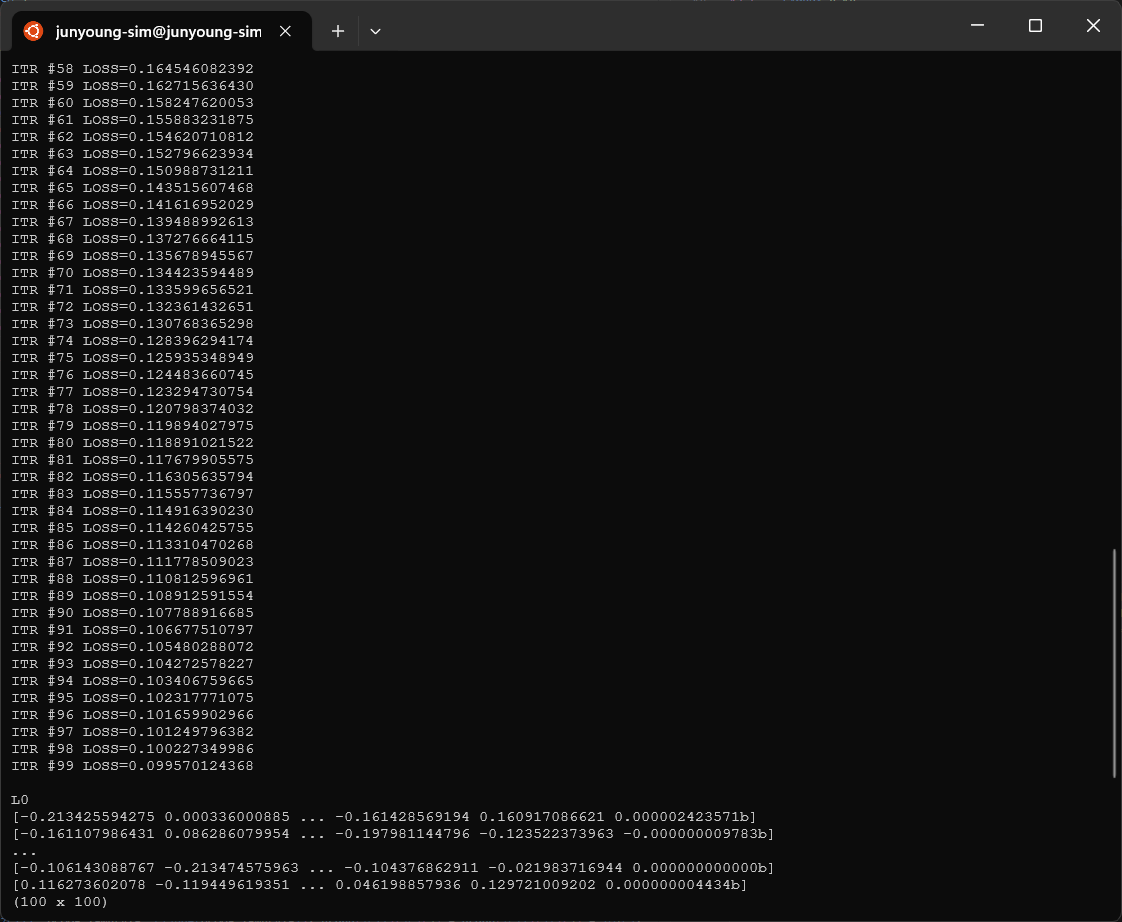 junyoung-sim@junyoung-sim
ITR #58 LOSS=0.164546082392
ITR #59 LOSS=0.162715636430
ITR #60 LOSS=0.158247620053
ITR #61 LOSS=0.155883231875
ITR #62 LOSS=0.154620710812
ITR #63 LOSS=0.152796623934
ITR #64 LOSS=0.150988731211
ITR #65 LOSS=0.143515607468
ITR #66 LOSS=0.141616952029
ITR #67 LOSS=0.139488992613
ITR #68 LOSS=0.137276664115
ITR #69 LOSS=0.135678945567
ITR #70 LOSS=0.134423594489
ITR #71 LOSS=0.133599656521
ITR #72 LOSS=0.132361432651
ITR #73 LOSS=0.130768365298
ITR #74 LOSS=0.128396294174
ITR #75 LOSS=0.125935348949
ITR #76 LOSS=0.124483660745
ITR #77 LOSS=0.123294730754
ITR #78 LOSS=0.120798374032
ITR #79 LOSS=0.119894027975
ITR #80 LOSS=0.118891021522
ITR #81 LOSS=0.117679905575
ITR #82 LOSS=0.116305635794
ITR #83 LOSS=0.115557736797
ITR #84 LOSS=0.114916390230
ITR #85 LOSS=0.114260425755
ITR #86 LOSS=0.113310470268
ITR #87 LOSS=0.111778509023
ITR #88 LOSS=0.110812596961
ITR #89 LOSS=0.108912591554
ITR #90 LOSS=0.107788916685
ITR #91 LOSS=0.106677510797
ITR #92 LOSS=0.105480288072
ITR #93 LOSS=0.104272578227
ITR #94 LOSS=0.103406759665
ITR #95 LOSS=0.102317771075
ITR #96 LOSS=0.101659902966
ITR #97 LOSS=0.101249796382
ITR #98 LOSS=0.100227349986
ITR #99 LOSS=0.099570124368
L0
[-0.213425594275 0.000336000885 ... -0.161428569194 0.160917086621 0.000002423571b]
[-0.161107986431 0.086286079954 ... -0.197981144796 -0.123522373963 -0.000000009783b]
...
[-0.106143088767 -0.213474575963 ... -0.104376862911 -0.021983716944 0.000000000000b]
[0.116273602078 -0.119449619351 ... 0.046198857936 0.129721009202 0.000000004434b]
(100 x 100)